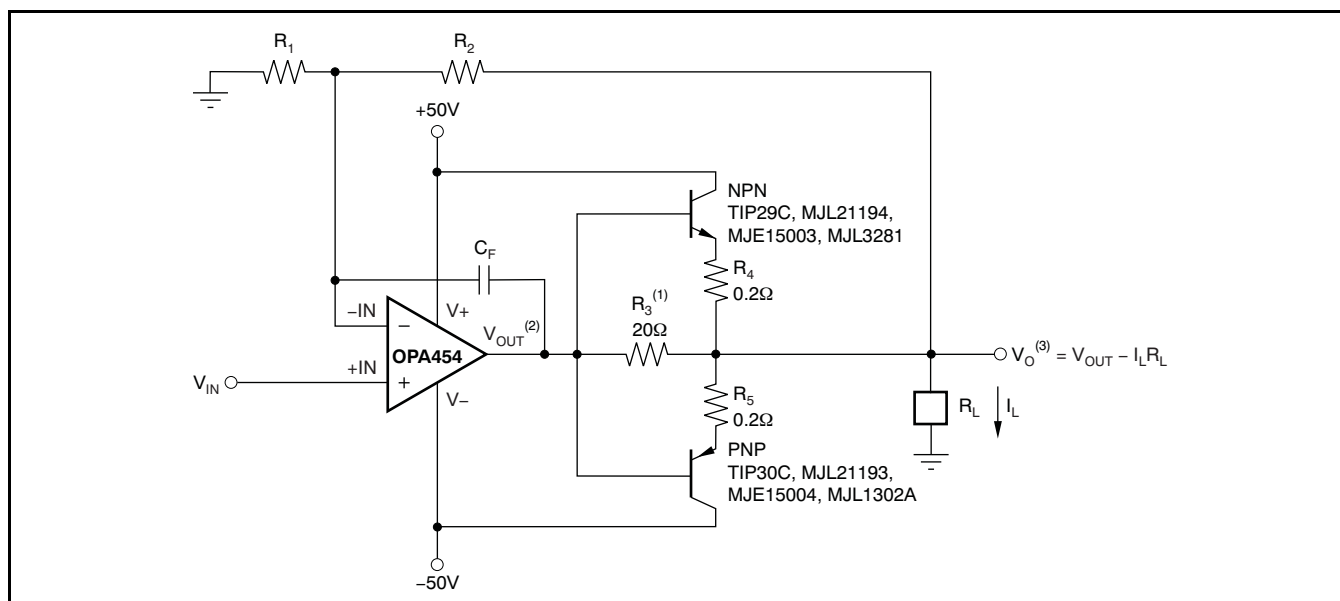 R1
R2
+50V
NPN
TIP29C, MJL21194,
MJE15003, MJL3281
CF
R4
0.2Ω
–IN
–
V+
VOUT(2)
R3(1)
20Ω
OPA454
VO(3) = VOUT – ILRL
VIN
+IN
+
V–
R5
0.2Ω
RL
IL
PNP
TIP30C, MJL21193,
MJE15004, MJL1302A
–50V